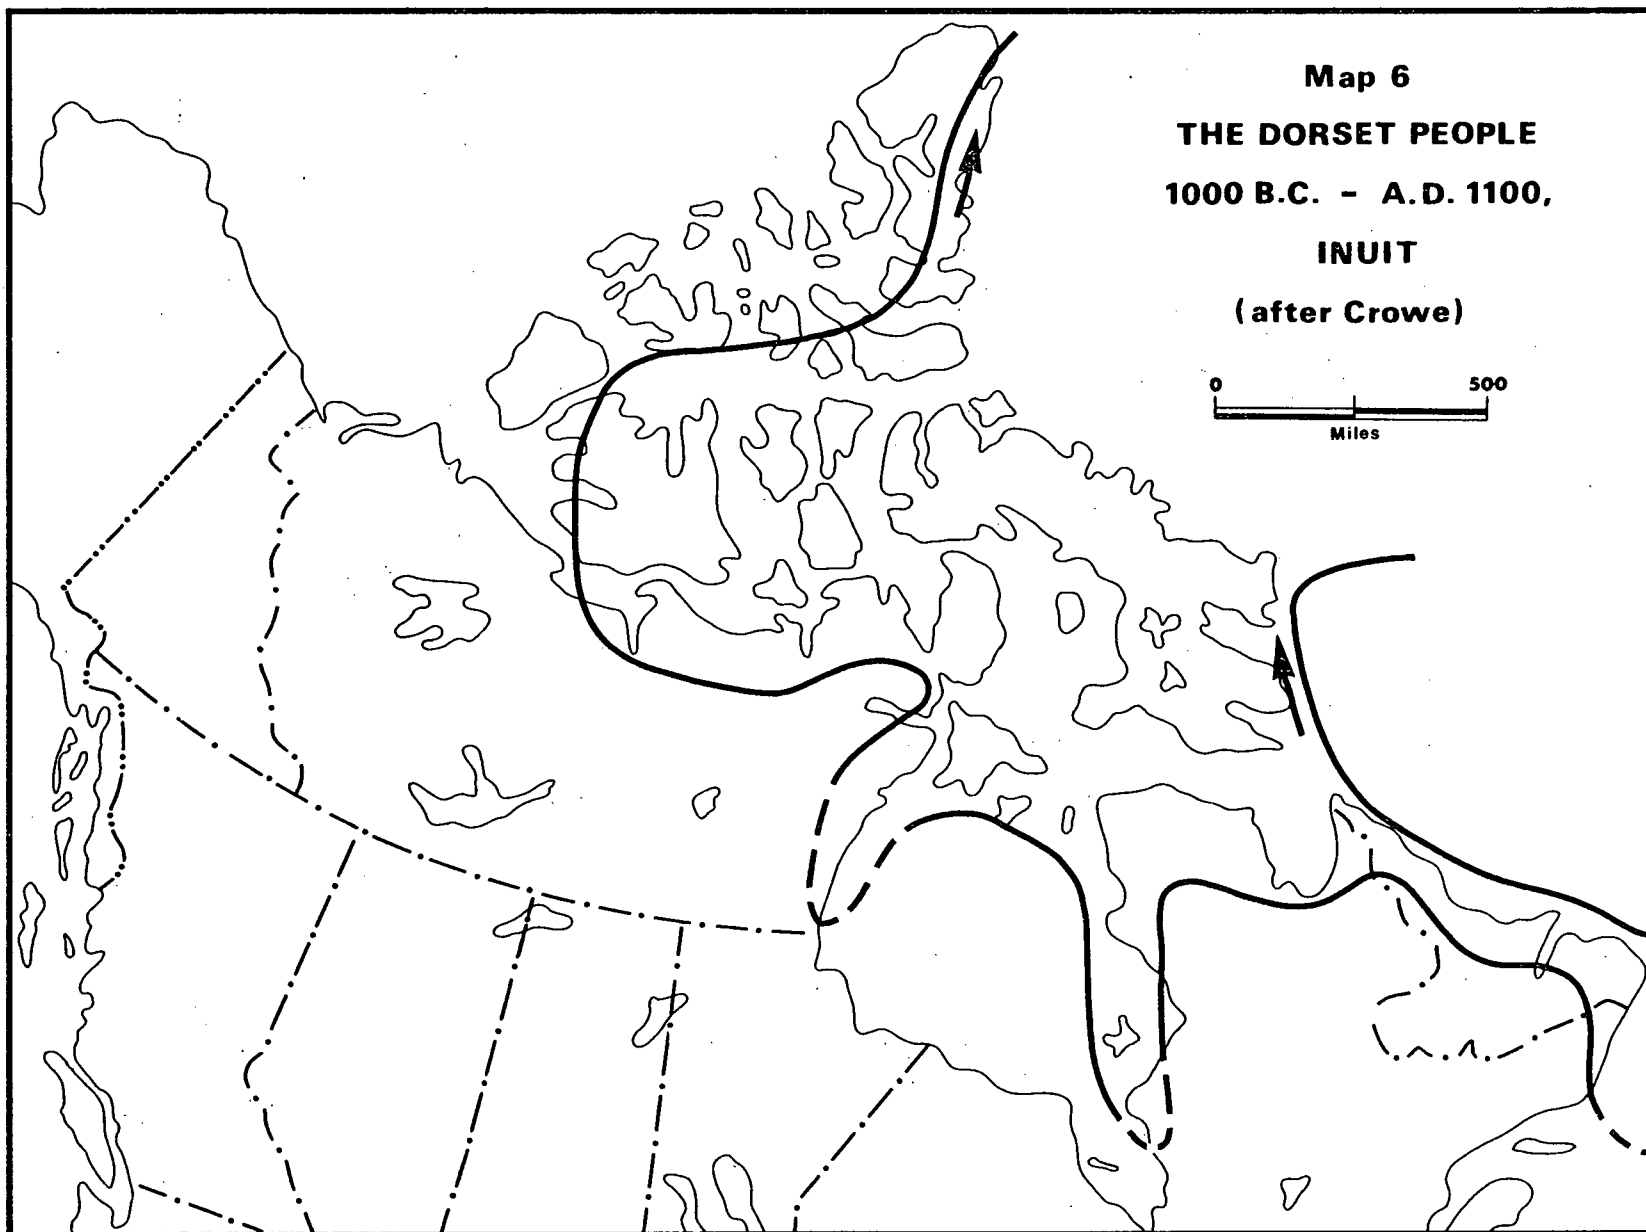 Map 6
THE DORSET PEOPLE
1000 B.C. - A.D. 1100,
INUIT
(after Crowe)
0 500
Miles